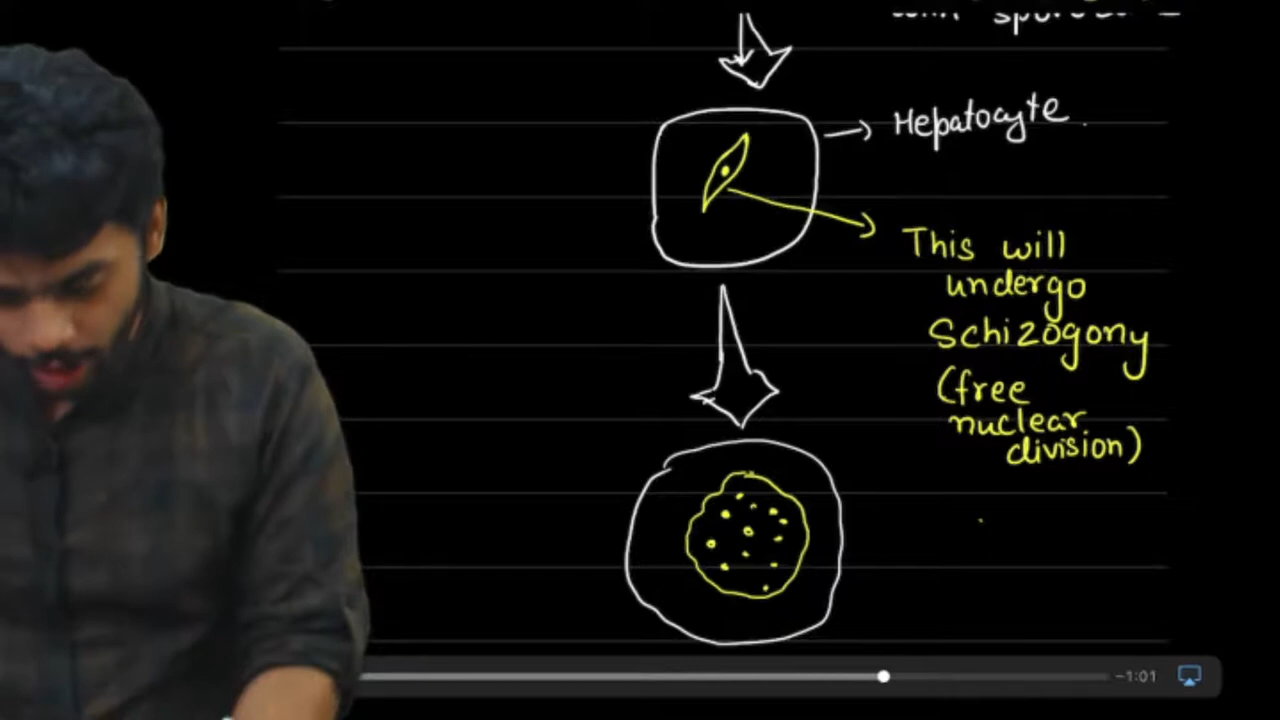 Hepatocyte
This will
undergo
Schizogony
(free
nuclear
division)
-1:01